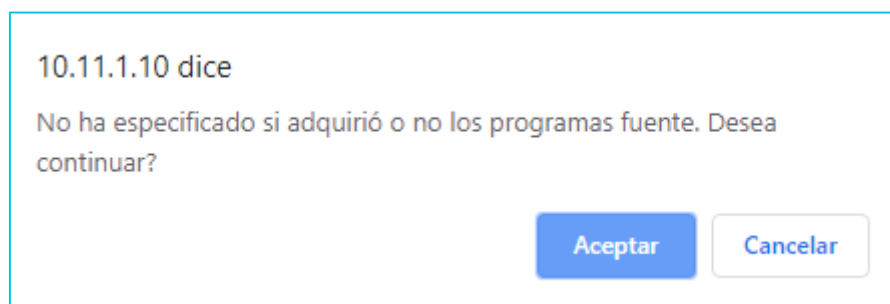 10.11.1.10 dice
No ha especificado si adquirió o no los programas fuente. Desea
continuar?
Aceptar Cancelar